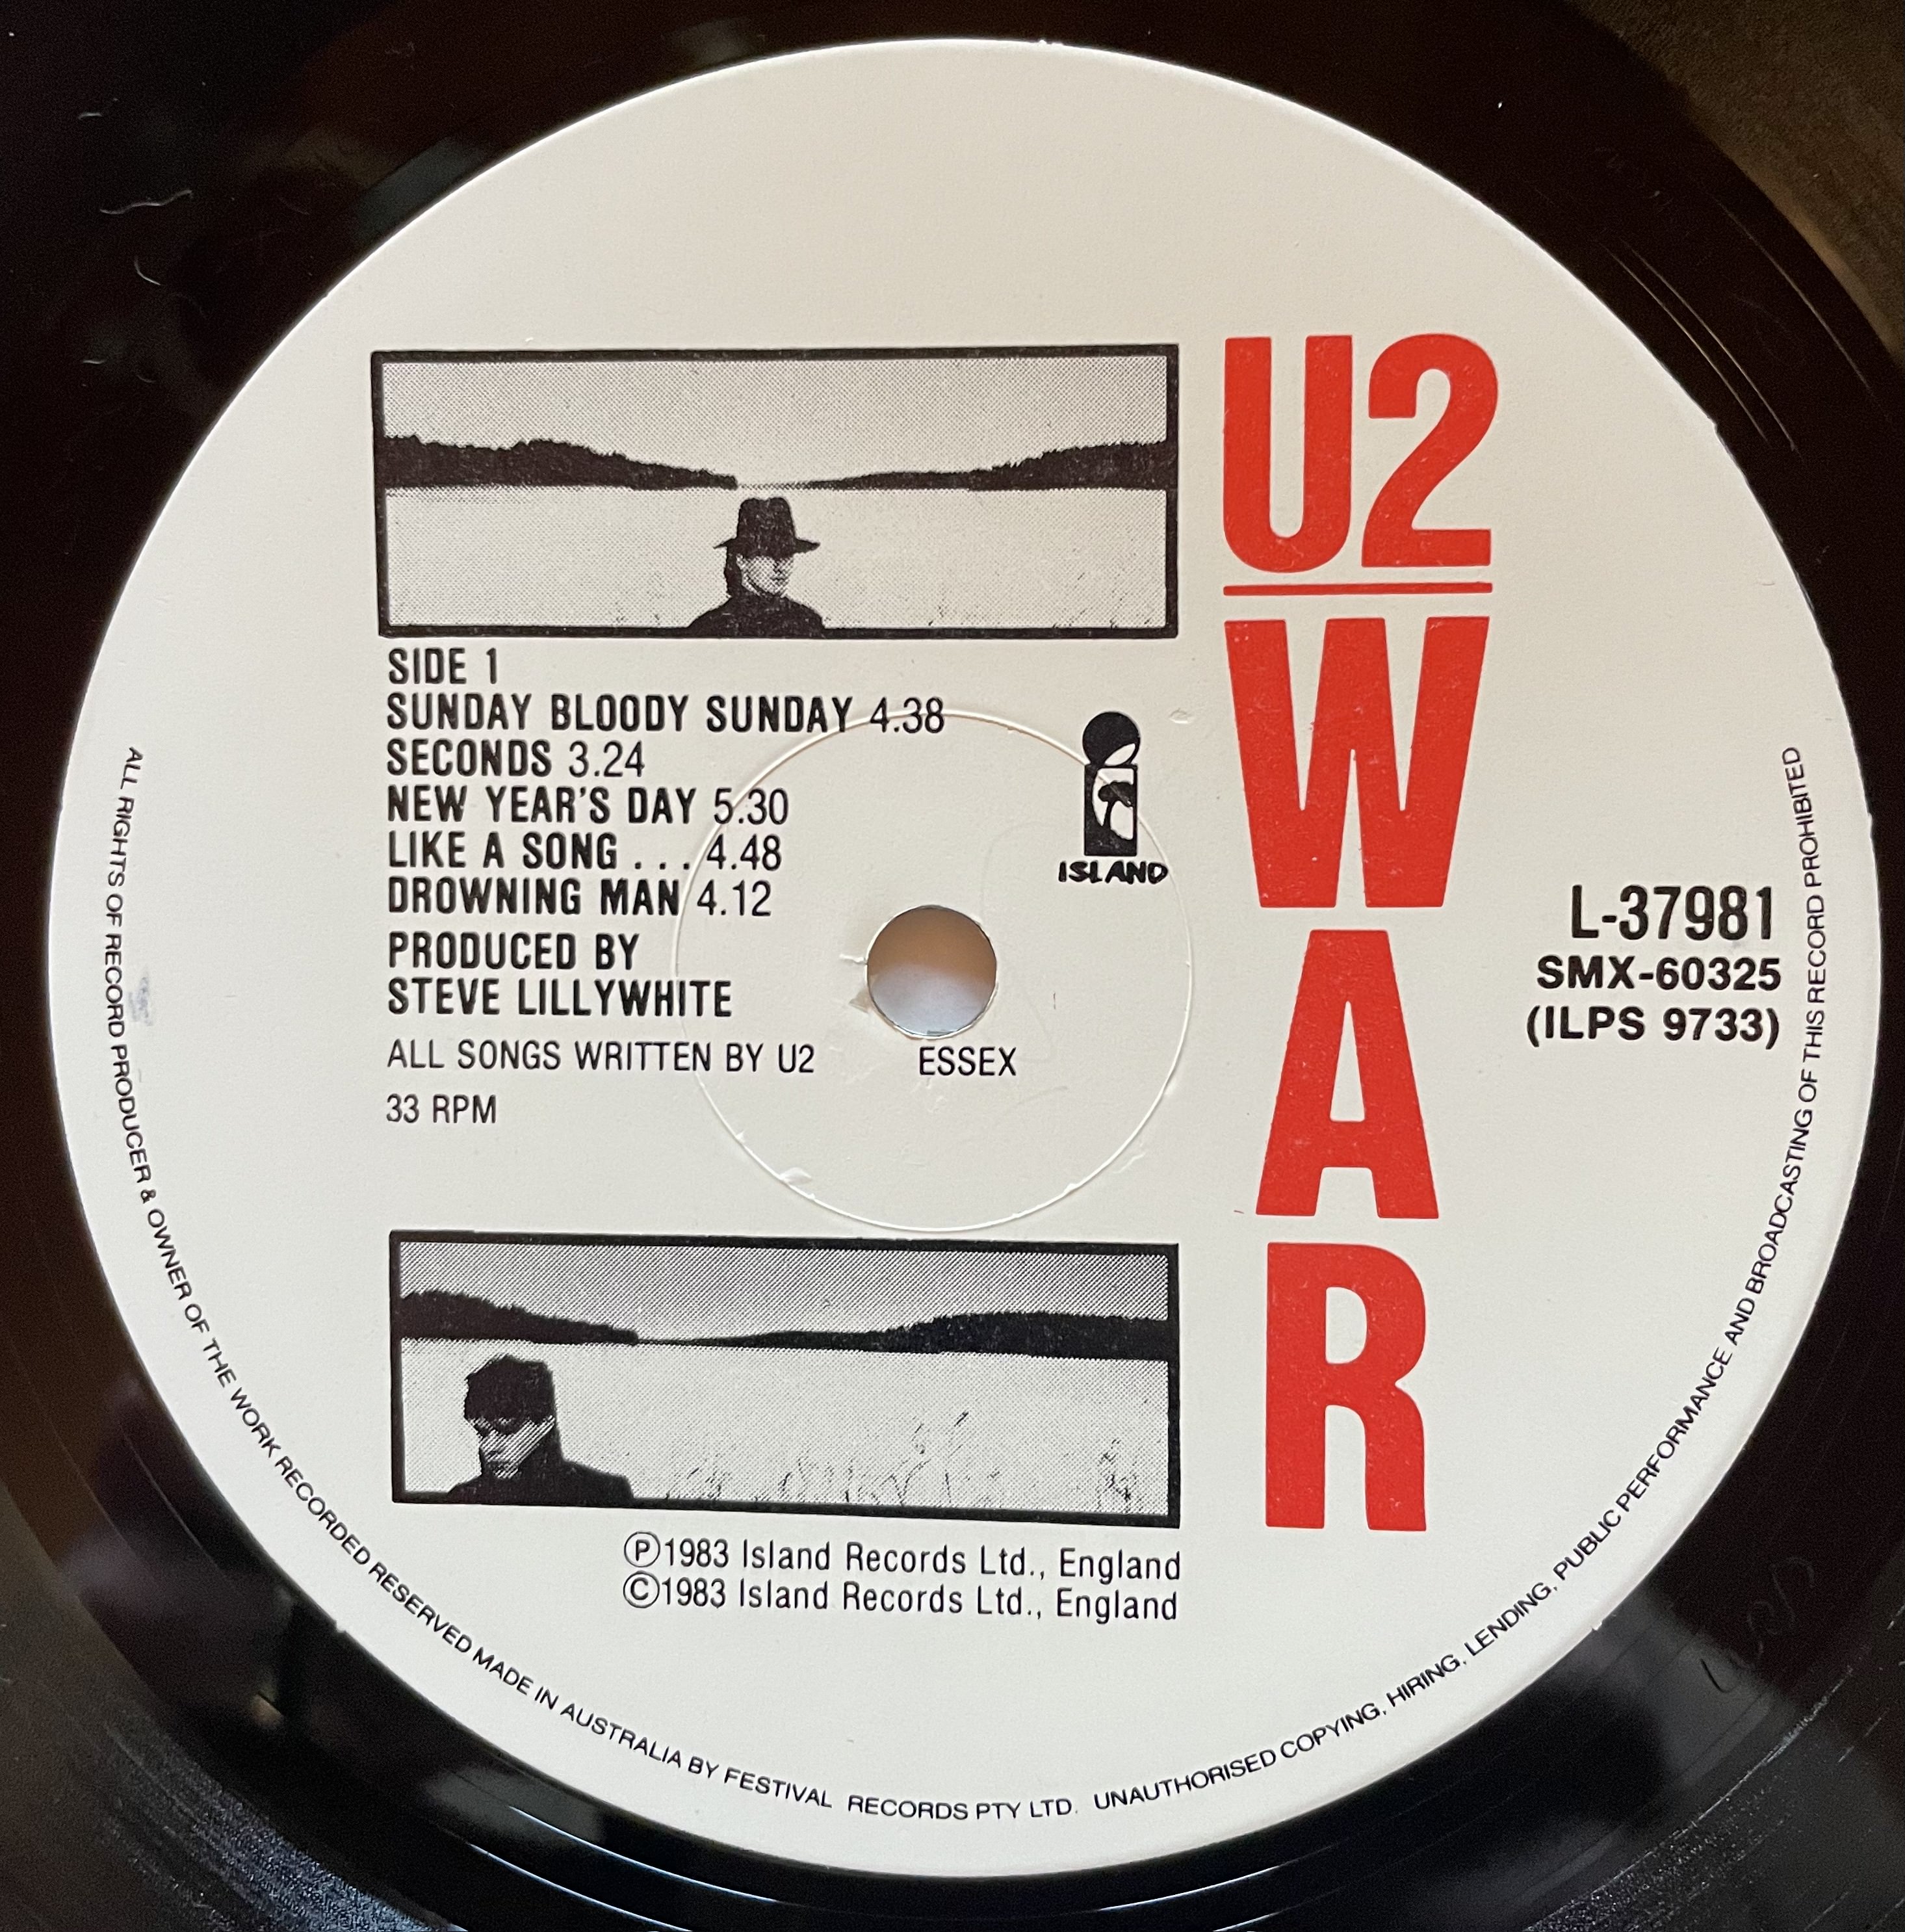 U2
WAR
SIDE 1
SUNDAY BLOODY SUNDAY 4.38
SECONDS 3.24
NEW YEAR'S DAY 5.30
LIKE A SONG . . . 4.48
DROWNING MAN 4.12
PRODUCED BY
STEVE LILLYWHITE
ALL SONGS WRITTEN BY U2
33 RPM
ESSEX
ISLAND
L-37981
SMX-60325
(ILPS 9733)
Ⓟ1983 Island Records Ltd., England
©1983 Island Records Ltd., England
ALL RIGHTS OF RECORD PRODUCER & OWNER OF THE WORK RECORDED RESERVED MADE IN AUSTRALIA BY FESTIVAL RECORDS PTY LTD. UNAUTHORISED COPYING, HIRING, LENDING, PUBLIC PERFORMANCE AND BROADCASTING OF THIS RECORD PROHIBITED